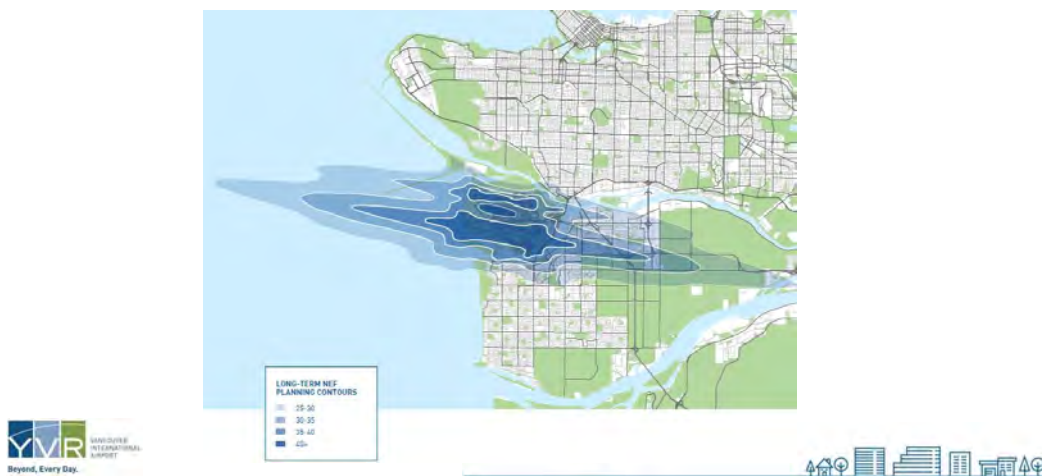 LONG-TERM NEF
PLANNING CONTOURS
25-30
30-35
35-40
40+
YVR
VANCOUVER
INTERNATIONAL
AIRPORT
Beyond, Every Day.